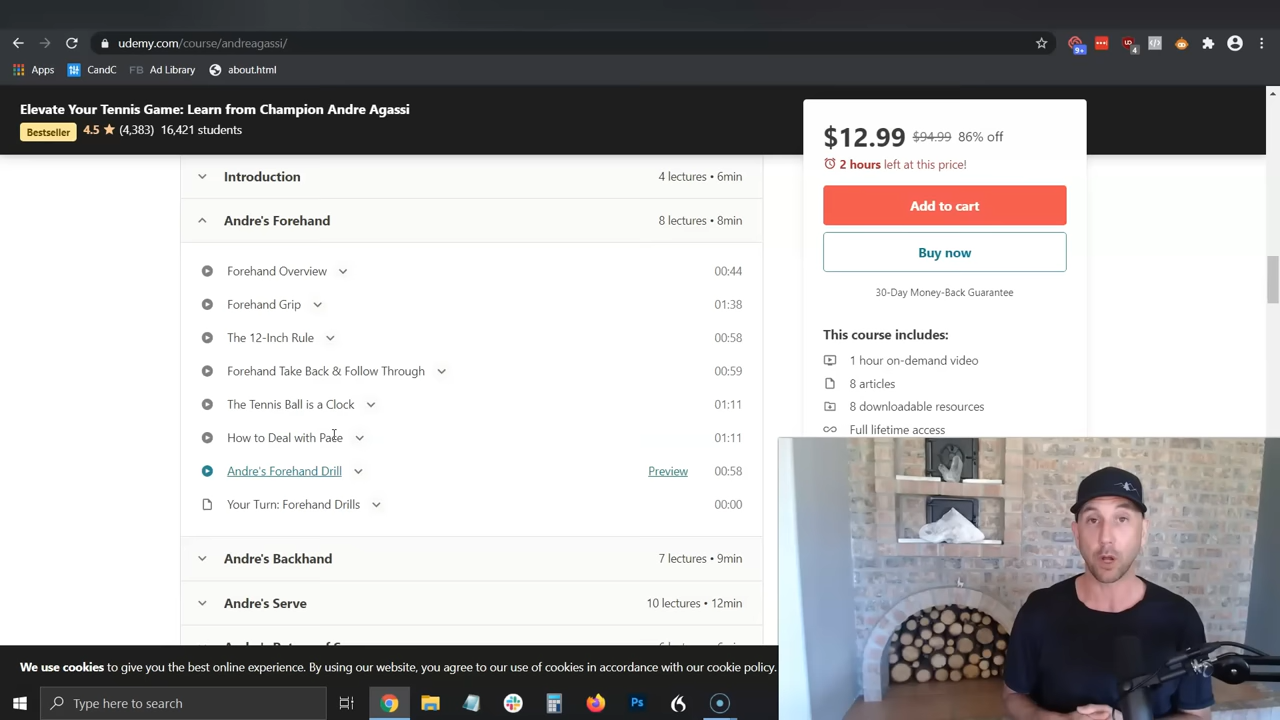 udemy.com/course/andreagassi/
9+
4
Apps
CandC
FB Ad Library
about.html
Elevate Your Tennis Game: Learn from Champion Andre Agassi
Bestseller 4.5 (4,383) 16,421 students
Introduction 4 lectures • 6min
Andre's Forehand 8 lectures • 8min
Forehand Overview 00:44
Forehand Grip 01:38
The 12-Inch Rule 00:58
Forehand Take Back & Follow Through 00:59
The Tennis Ball is a Clock 01:11
How to Deal with Pace 01:11
Andre's Forehand Drill Preview 00:58
Your Turn: Forehand Drills 00:00
Andre's Backhand 7 lectures • 9min
Andre's Serve 10 lectures • 12min
$12.99 $94.99 86% off
2 hours left at this price!
Add to cart
Buy now
30-Day Money-Back Guarantee
This course includes:
1 hour on-demand video
8 articles
8 downloadable resources
Full lifetime access
We use cookies to give you the best online experience. By using our website, you agree to our use of cookies in accordance with our cookie policy.
Type here to search
Ps